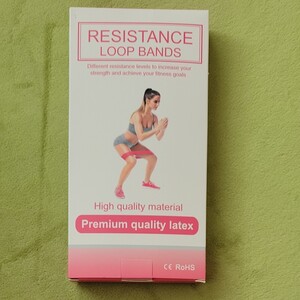 RESISTANCE
LOOP BANDS
Different resistance levels to increase your
strength and achieve your fitness goals
High quality material
Premium quality latex
CE RoHS